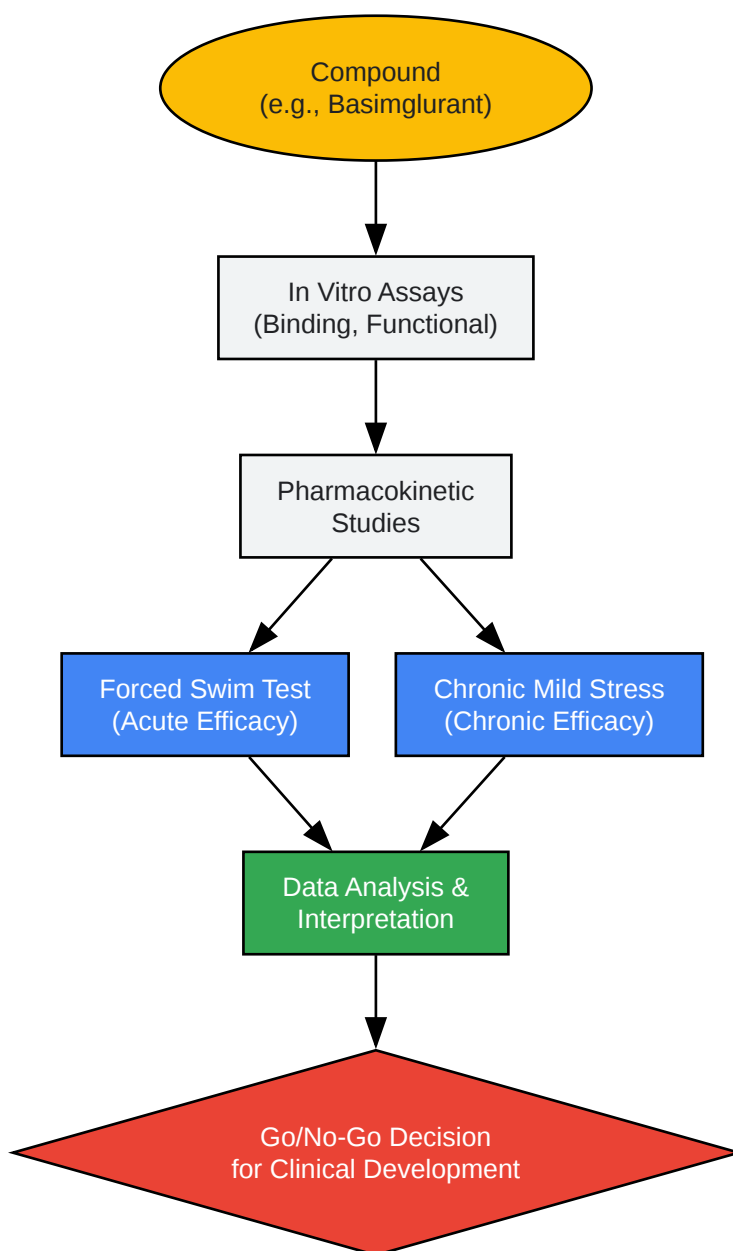 Compound
(e.g., Basimglurant)
In Vitro Assays
(Binding, Functional)
Pharmacokinetic
Studies
Forced Swim Test
(Acute Efficacy)
Chronic Mild Stress
(Chronic Efficacy)
Data Analysis &
Interpretation
Go/No-Go Decision
for Clinical Development